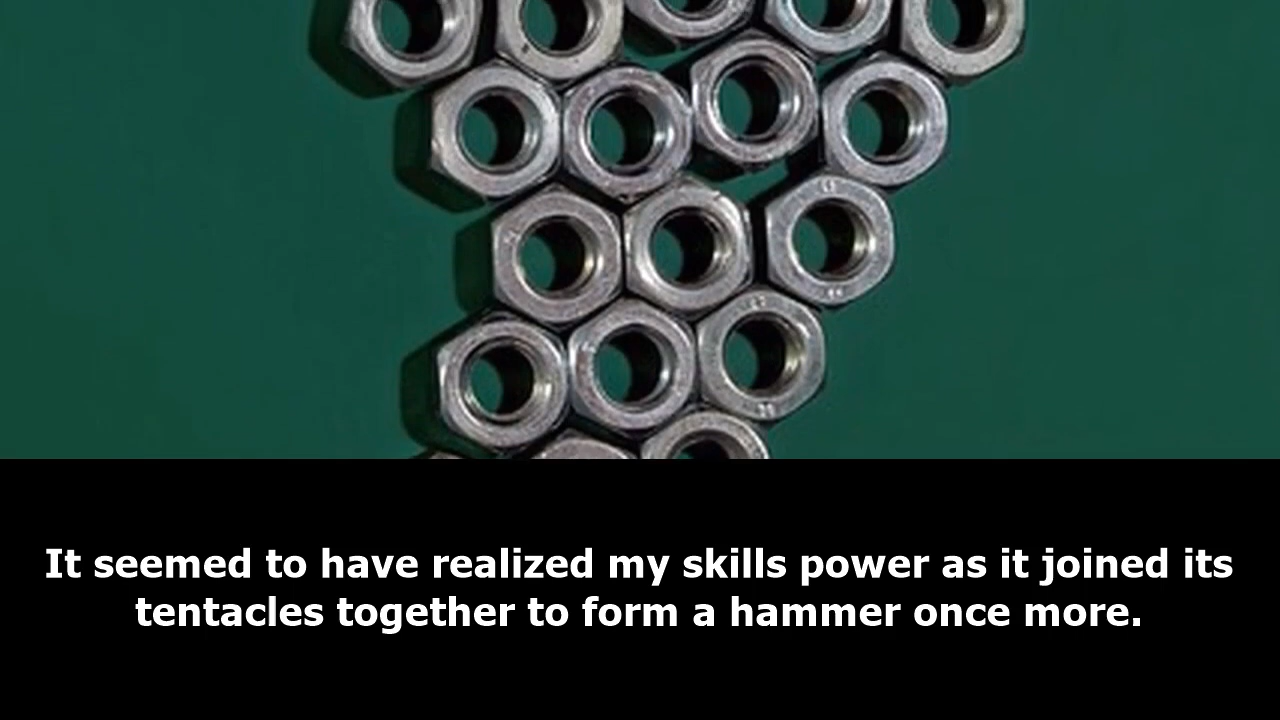 It seemed to have realized my skills power as it joined its
tentacles together to form a hammer once more.